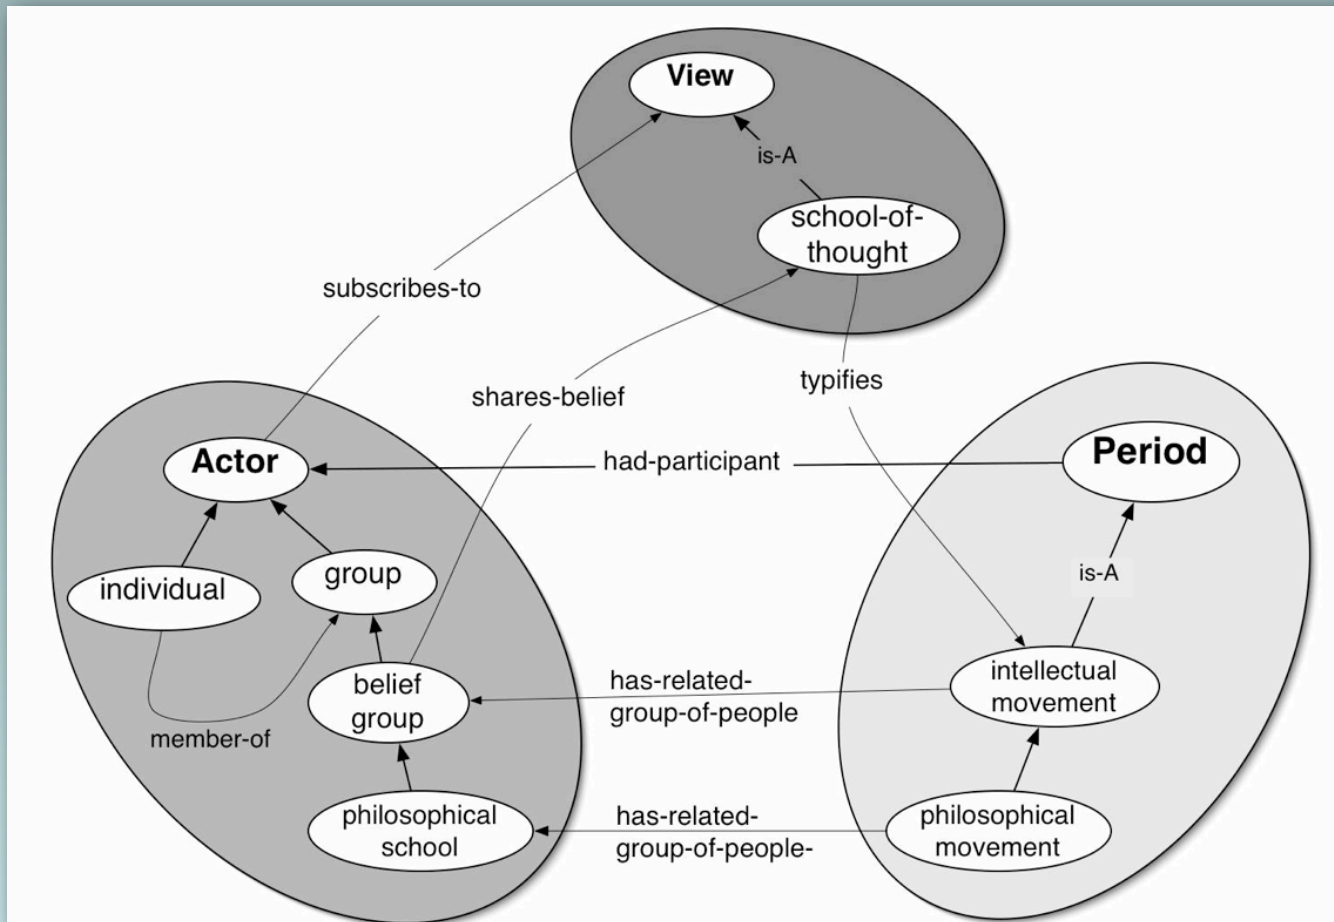 View
is-A
school-of-
thought
subscribes-to
shares-belief
typifies
Actor
had-participant
Period
individual
group
is-A
belief
group
member-of
has-related-
group-of-people
intellectual
movement
philosophical
school
has-related-
group-of-people-
philosophical
movement